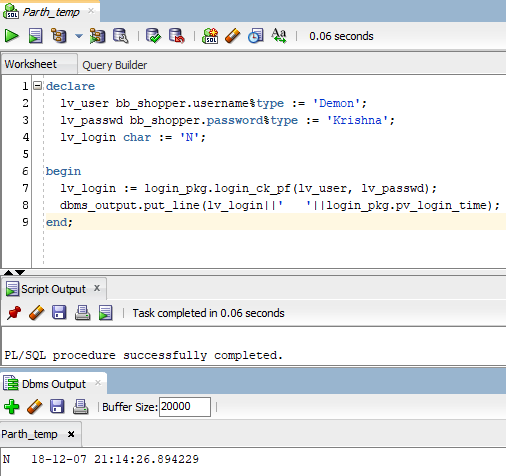 Parth_temp
0.06 seconds
Worksheet Query Builder
1 declare
2 lv_user bb_shopper.username%type := 'Demon';
3 lv_passwd bb_shopper.password%type := 'Krishna';
4 lv_login char := 'N';
5
6 begin
7 lv_login := login_pkg.login_ck_pf(lv_user, lv_passwd);
8 dbms_output.put_line(lv_login||'   '||login_pkg.pv_login_time);
9 end;
Script Output
Task completed in 0.06 seconds
PL/SQL procedure successfully completed.
Dbms Output
Buffer Size: 20000
Parth_temp
N   18-12-07 21:14:26.894229